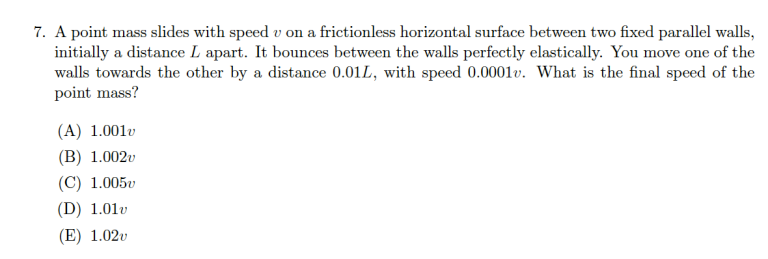 7. A point mass slides with speed v on a frictionless horizontal surface between two fixed parallel walls,
initially a distance L apart. It bounces between the walls perfectly elastically. You move one of the
walls towards the other by a distance 0.01L, with speed 0.0001v. What is the final speed of the
point mass?
(A) 1.001v
(B) 1.002v
(C) 1.005v
(D) 1.01v
(E) 1.02v